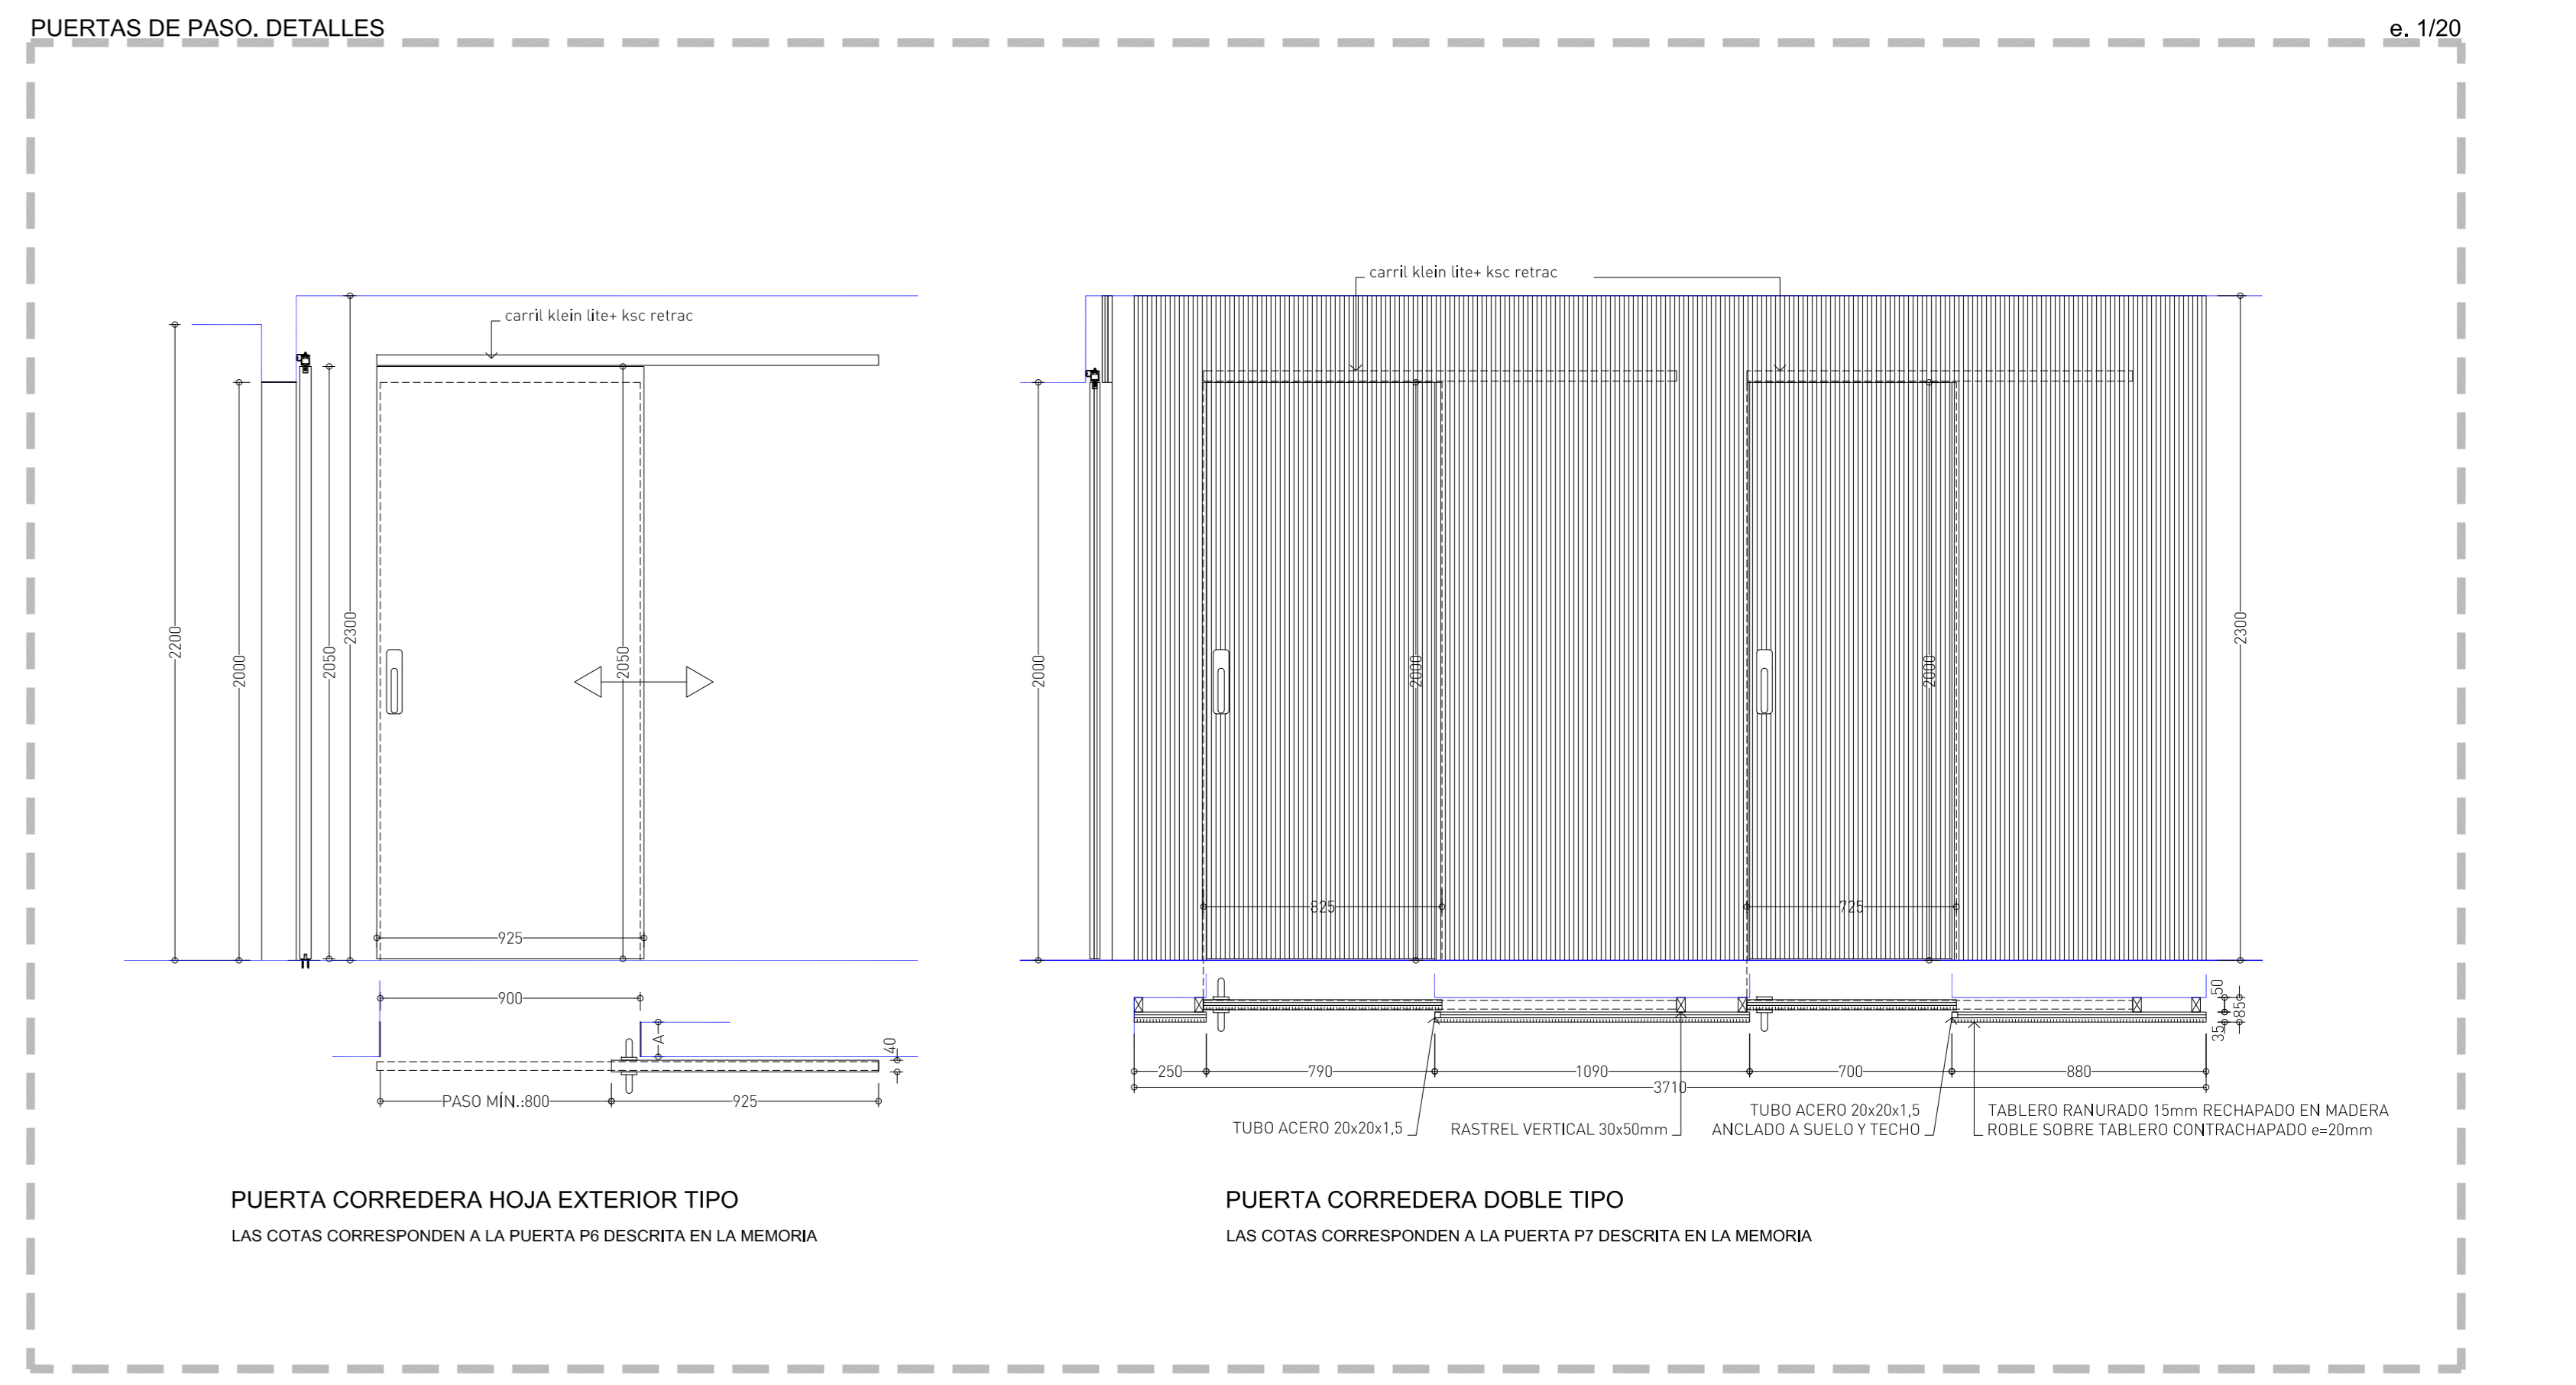 PUERTAS DE PASO. DETALLES
e. 1/20
carril klein lite+ ksc retrac
2200
2000
2050
2300
2050
925
900
A
40
PASO MÍN.:800
925
PUERTA CORREDERA HOJA EXTERIOR TIPO
LAS COTAS CORRESPONDEN A LA PUERTA P6 DESCRITA EN LA MEMORIA
carril klein lite+ ksc retrac
2000
2000
2000
2300
825
725
50
85
35
250
790
1090
700
880
3710
TUBO ACERO 20x20x1,5
RASTREL VERTICAL 30x50mm
TUBO ACERO 20x20x1,5
ANCLADO A SUELO Y TECHO
TABLERO RANURADO 15mm RECHAPADO EN MADERA
ROBLE SOBRE TABLERO CONTRACHAPADO e=20mm
PUERTA CORREDERA DOBLE TIPO
LAS COTAS CORRESPONDEN A LA PUERTA P7 DESCRITA EN LA MEMORIA